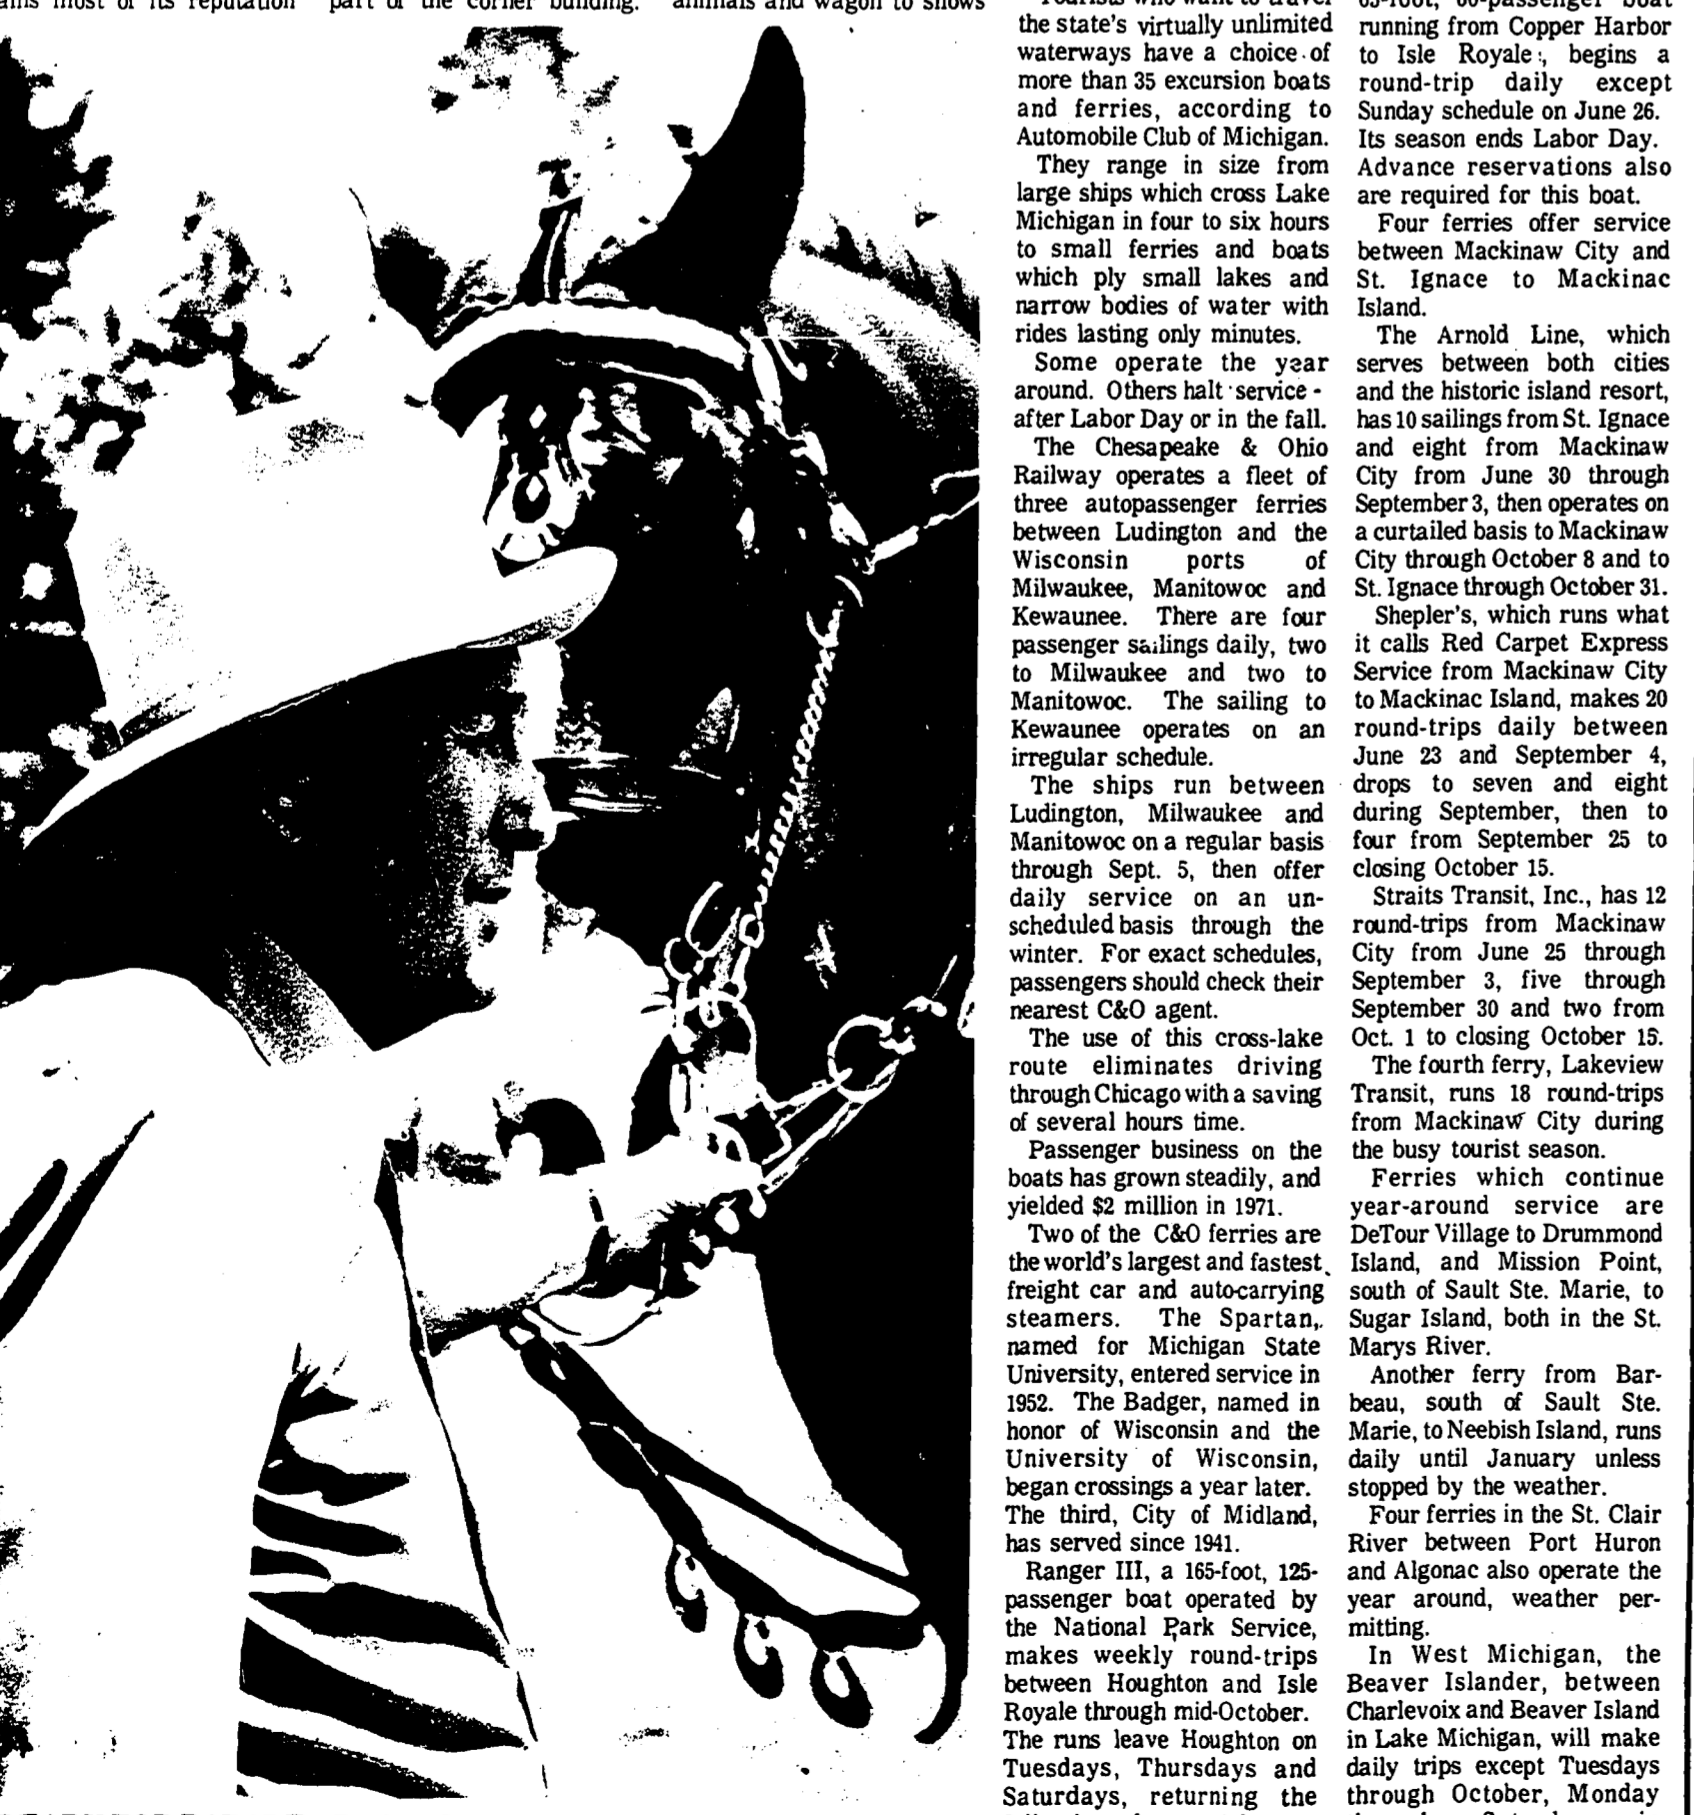 most of its reputation
part of the corner building.
animals and wagon to shows
Tourists who want to travel
the state's virtually unlimited
waterways have a choice of
more than 35 excursion boats
and ferries, according to
Automobile Club of Michigan.
They range in size from
large ships which cross Lake
Michigan in four to six hours
to small ferries and boats
which ply small lakes and
narrow bodies of water with
rides lasting only minutes.
Some operate the year
around. Others halt service -
after Labor Day or in the fall.
The Chesapeake & Ohio
Railway operates a fleet of
three autopassenger ferries
between Ludington and the
Wisconsin ports of
Milwaukee, Manitowoc and
Kewaunee. There are four
passenger sailings daily, two
to Milwaukee and two to
Manitowoc. The sailing to
Kewaunee operates on an
irregular schedule.
The ships run between
Ludington, Milwaukee and
Manitowoc on a regular basis
through Sept. 5, then offer
daily service on an un-
scheduled basis through the
winter. For exact schedules,
passengers should check their
nearest C&O agent.
The use of this cross-lake
route eliminates driving
through Chicago with a saving
of several hours time.
Passenger business on the
boats has grown steadily, and
yielded $2 million in 1971.
Two of the C&O ferries are
the world's largest and fastest
freight car and auto-carrying
steamers. The Spartan,
named for Michigan State
University, entered service in
1952. The Badger, named in
honor of Wisconsin and the
University of Wisconsin,
began crossings a year later.
The third, City of Midland,
has served since 1941.
Ranger III, a 165-foot, 125-
passenger boat operated by
the National Park Service,
makes weekly round-trips
between Houghton and Isle
Royale through mid-October.
The runs leave Houghton on
Tuesdays, Thursdays and
Saturdays, returning the
65-foot, 60-passenger boat
running from Copper Harbor
to Isle Royale, begins a
round-trip daily except
Sunday schedule on June 26.
Its season ends Labor Day.
Advance reservations also
are required for this boat.
Four ferries offer service
between Mackinaw City and
St. Ignace to Mackinac
Island.
The Arnold Line, which
serves between both cities
and the historic island resort,
has 10 sailings from St. Ignace
and eight from Mackinaw
City from June 30 through
September 3, then operates on
a curtailed basis to Mackinaw
City through October 8 and to
St. Ignace through October 31.
Shepler's, which runs what
it calls Red Carpet Express
Service from Mackinaw City
to Mackinac Island, makes 20
round-trips daily between
June 23 and September 4,
drops to seven and eight
during September, then to
four from September 25 to
closing October 15.
Straits Transit, Inc., has 12
round-trips from Mackinaw
City from June 25 through
September 3, five through
September 30 and two from
Oct. 1 to closing October 15.
The fourth ferry, Lakeview
Transit, runs 18 round-trips
from Mackinaw City during
the busy tourist season.
Ferries which continue
year-around service are
DeTour Village to Drummond
Island, and Mission Point,
south of Sault Ste. Marie, to
Sugar Island, both in the St.
Marys River.
Another ferry from Bar-
beau, south of Sault Ste.
Marie, to Neebish Island, runs
daily until January unless
stopped by the weather.
Four ferries in the St. Clair
River between Port Huron
and Algonac also operate the
year around, weather per-
mitting.
In West Michigan, the
Beaver Islander, between
Charlevoix and Beaver Island
in Lake Michigan, will make
daily trips except Tuesdays
through October, Monday